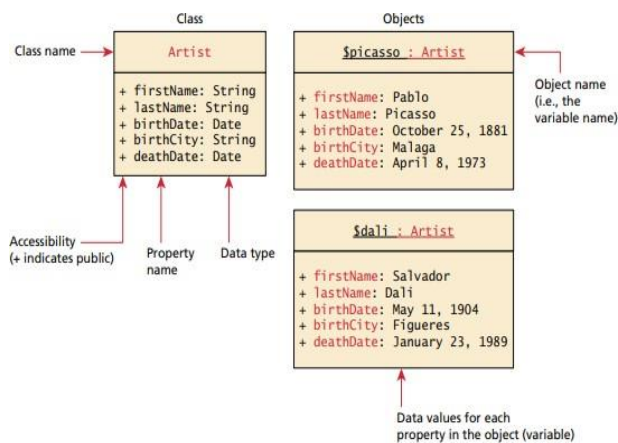 Class
Objects
Class name
Artist
+ firstName: String
+ lastName: String
+ birthDate: Date
+ birthCity: String
+ deathDate: Date
Accessibility
(+ indicates public)
Property
name
Data type
$picasso : Artist
+ firstName: Pablo
+ lastName: Picasso
+ birthDate: October 25, 1881
+ birthCity: Malaga
+ deathDate: April 8, 1973
Object name
(i.e., the
variable name)
$dali : Artist
+ firstName: Salvador
+ lastName: Dali
+ birthDate: May 11, 1904
+ birthCity: Figueres
+ deathDate: January 23, 1989
Data values for each
property in the object (variable)